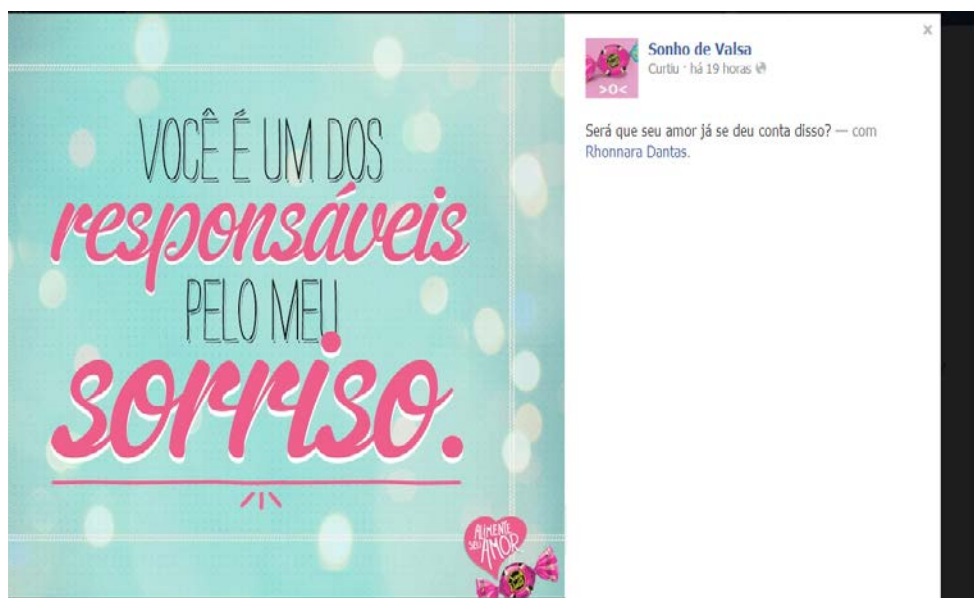 VOCÊ É UM DOS
responsáveis
PELO MEU
sorriso.
ALIMENTE
SEU AMOR
>O<
Sonho de Valsa
Curtiu · há 19 horas
Será que seu amor já se deu conta disso? — com
Rhonnara Dantas.